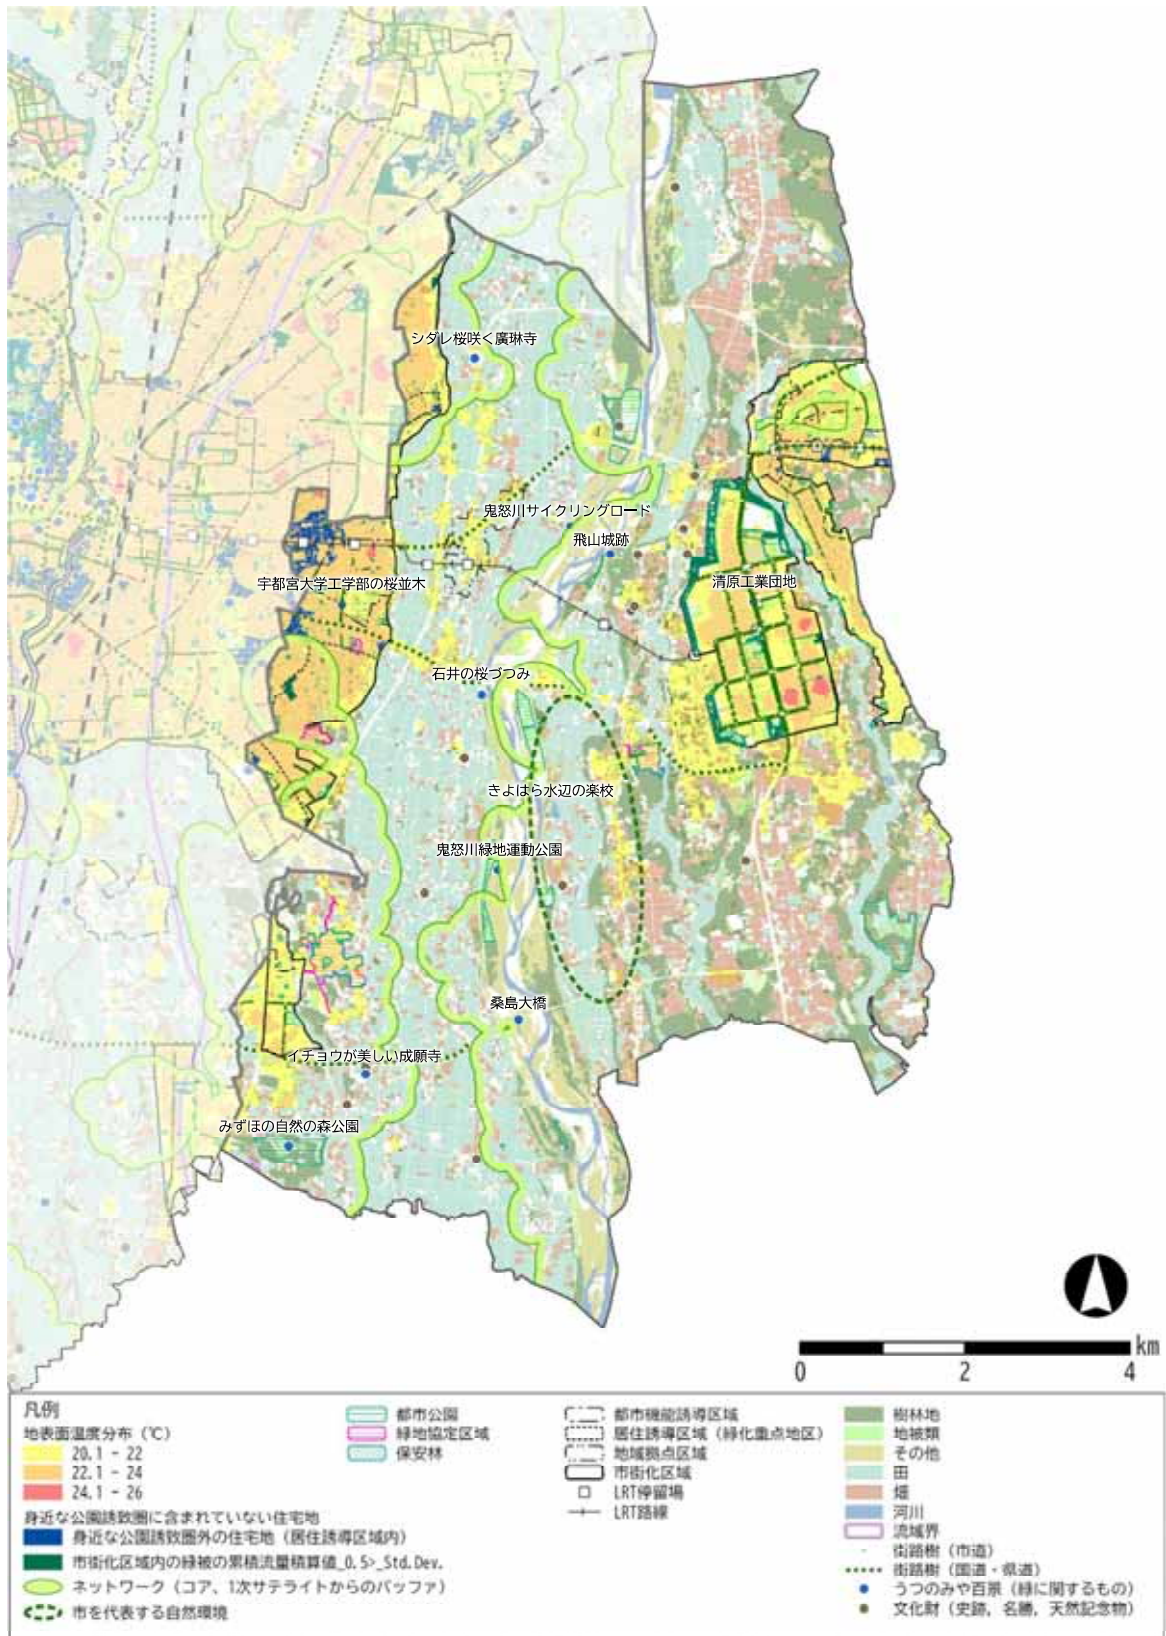 シダレ桜咲く廣琳寺
鬼怒川サイクリングロード
飛山城跡
宇都宮大学工学部の桜並木
清原工業団地
石井の桜づつみ
きよはら水辺の楽校
鬼怒川緑地運動公園
桑島大橋
イチョウが美しい成願寺
みずほの自然の森公園
km
0 2 4
凡例
地表面温度分布（℃）
20.1 - 22
22.1 - 24
24.1 - 26
身近な公園誘致圏に含まれていない住宅地
身近な公園誘致圏外の住宅地（居住誘導区域内）
市街化区域内の緑被の累積流量積算値_0.5>_Std.Dev.
ネットワーク（コア、1次サテライトからのバッファ）
市を代表する自然環境
都市公園
緑地協定区域
保安林
都市機能誘導区域
居住誘導区域（緑化重点地区）
地域拠点区域
市街化区域
LRT停留場
LRT路線
樹林地
地被類
その他
田
畑
河川
流域界
街路樹（市道）
街路樹（国道・県道）
うつのみや百景（緑に関するもの）
文化財（史跡，名勝，天然記念物）